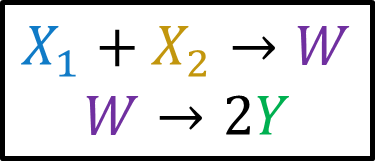 X₁ + X₂ → W
W → 2Y